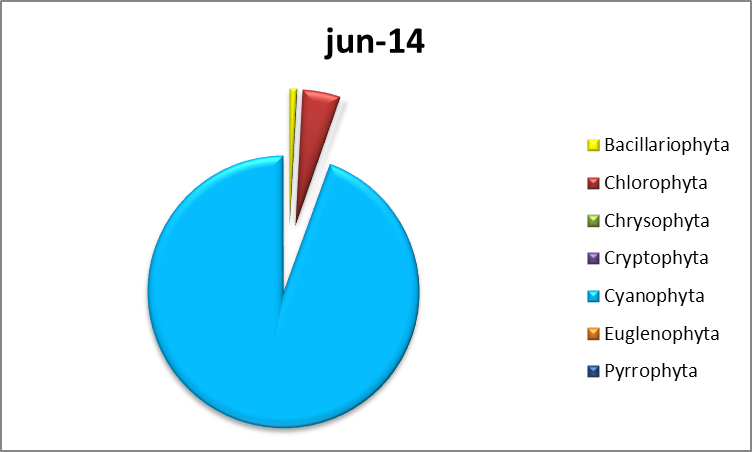 jun-14
Bacillariophyta
Chlorophyta
Chrysophyta
Cryptophyta
Cyanophyta
Euglenophyta
Pyrrophyta